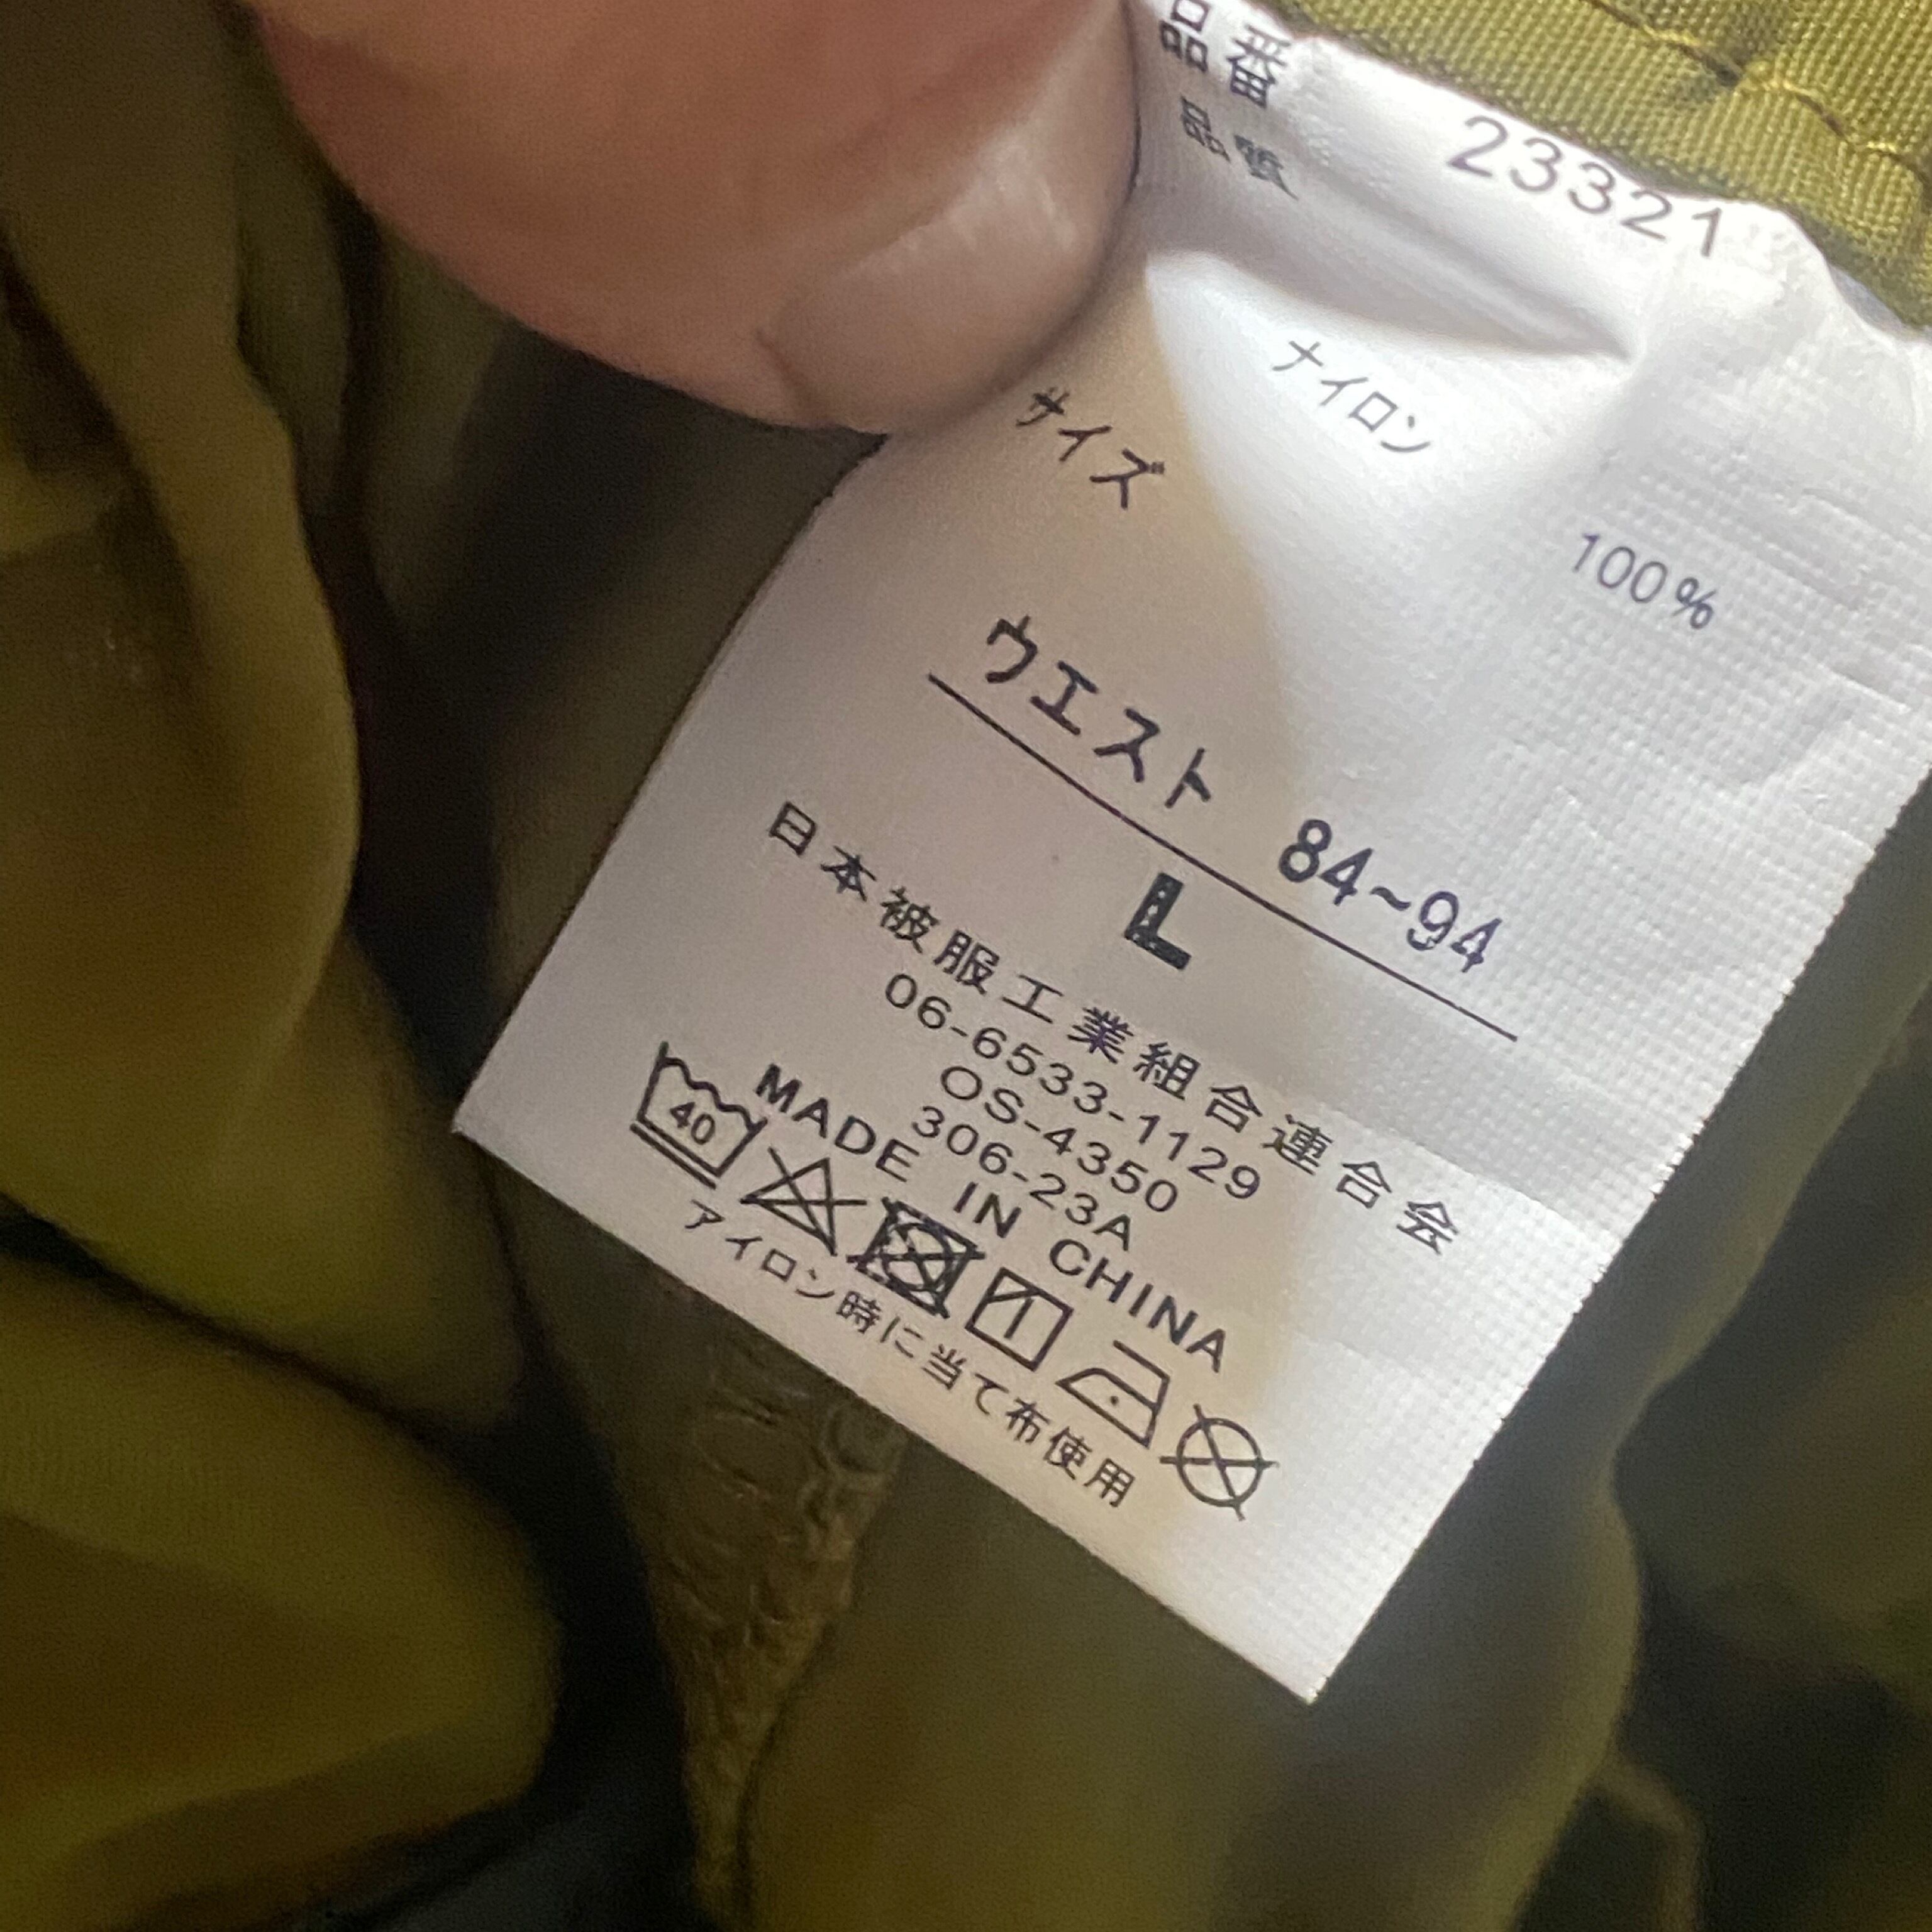 品番 23321
品質
ナイロン 100%
サイズ
ウエスト 84~94
L
日本被服工業組合連合会
06-6533-1129
OS-4350
306-23A
MADE IN CHINA
40
アイロン時に当て布使用